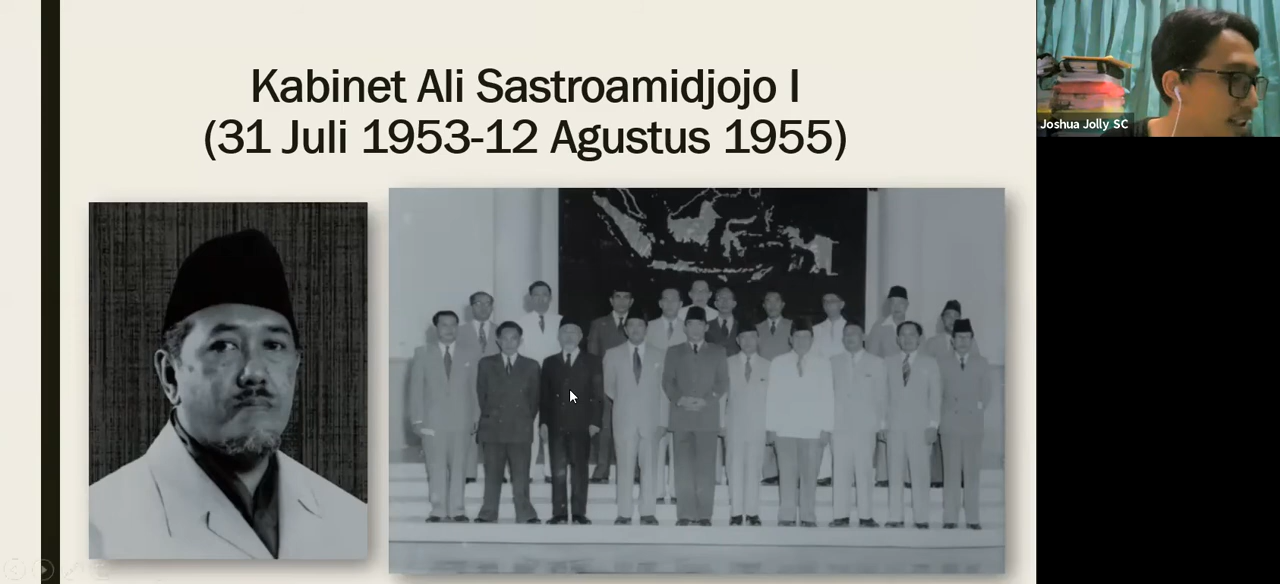 Kabinet Ali Sastroamidjojo I
(31 Juli 1953-12 Agustus 1955)
Joshua Jolly SC